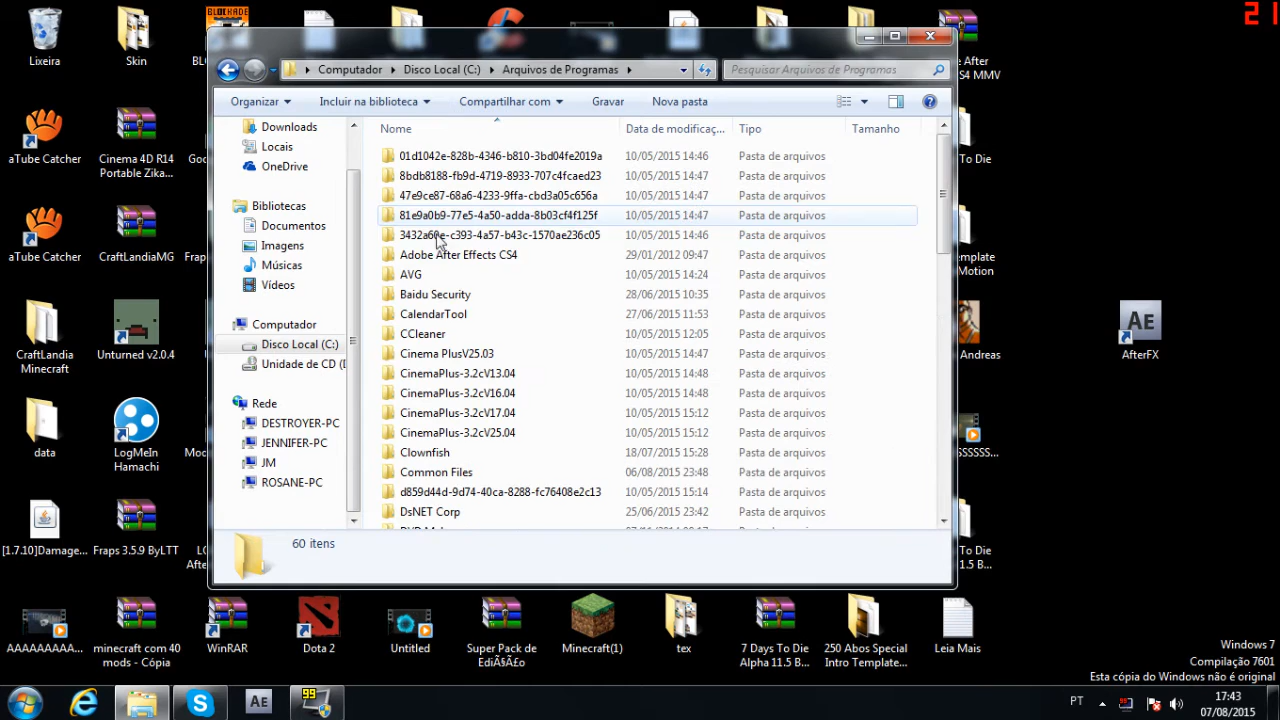 21
BLOCKADE
Lixeira
Skin
aTube Catcher
Cinema 4D R14
Portable Zika...
aTube Catcher
CraftLandiaMG
CraftLandia
Minecraft
Unturned v2.0.4
data
LogMeIn
Hamachi
[1.7.10]Damage...
Fraps 3.5.9 ByLTT
Computador
Disco Local (C:)
Arquivos de Programas
Pesquisar Arquivos de Programas
Organizar
Incluir na biblioteca
Compartilhar com
Gravar
Nova pasta
Downloads
Locais
OneDrive
Bibliotecas
Documentos
Imagens
Músicas
Vídeos
Computador
Disco Local (C:)
Unidade de CD (D
Rede
DESTROYER-PC
JENNIFER-PC
JM
ROSANE-PC
Nome Data de modificaç... Tipo Tamanho
01d1042e-828b-4346-b810-3bd04fe2019a 10/05/2015 14:46 Pasta de arquivos
8bdb8188-fb9d-4719-8933-707c4fcaed23 10/05/2015 14:47 Pasta de arquivos
47e9ce87-68a6-4233-9ffa-cbd3a05c656a 10/05/2015 14:47 Pasta de arquivos
81e9a0b9-77e5-4a50-adda-8b03cf4f125f 10/05/2015 14:47 Pasta de arquivos
3432a60e-c393-4a57-b43c-1570ae236c05 10/05/2015 14:46 Pasta de arquivos
Adobe After Effects CS4 29/01/2012 09:47 Pasta de arquivos
AVG 10/05/2015 14:24 Pasta de arquivos
Baidu Security 28/06/2015 10:35 Pasta de arquivos
CalendarTool 27/06/2015 11:53 Pasta de arquivos
CCleaner 10/05/2015 12:05 Pasta de arquivos
Cinema PlusV25.03 10/05/2015 14:47 Pasta de arquivos
CinemaPlus-3.2cV13.04 10/05/2015 14:48 Pasta de arquivos
CinemaPlus-3.2cV16.04 10/05/2015 14:48 Pasta de arquivos
CinemaPlus-3.2cV17.04 10/05/2015 15:12 Pasta de arquivos
CinemaPlus-3.2cV25.04 10/05/2015 15:12 Pasta de arquivos
Clownfish 18/07/2015 15:28 Pasta de arquivos
Common Files 06/08/2015 23:48 Pasta de arquivos
d859d44d-9d74-40ca-8288-fc76408e2c13 10/05/2015 15:14 Pasta de arquivos
DsNET Corp 25/06/2015 23:42 Pasta de arquivos
60 itens
e After
S4 MMV
To Die
emplate
Motion
Andreas
SSSSSS...
To Die
11.5 B...
AE
AfterFX
AAAAAAAAA...
minecraft com 40
mods - Cópia
WinRAR
Dota 2
Untitled
Super Pack de
EdiÃ§Ã£o
Minecraft(1)
tex
7 Days To Die
Alpha 11.5 B...
250 Abos Special
Intro Template...
Leia Mais
Windows 7
Compilação 7601
Esta cópia do Windows não é original
AE
99
PT
17:43
07/08/2015